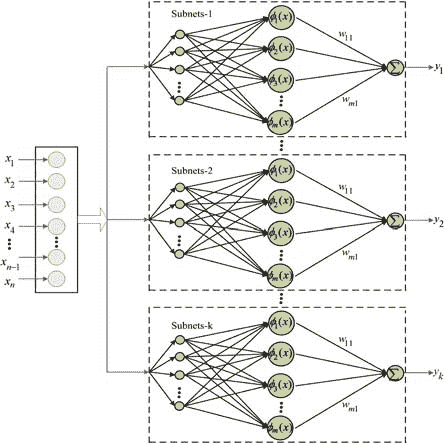 Subnets-1
ϕ1(x)
ϕ2(x)
ϕ3(x)
ϕm(x)
w11
wm1
Σ
y1
x1
x2
x3
x4
xn−1
xn
Subnets-2
ϕ1(x)
ϕ2(x)
ϕ3(x)
ϕm(x)
w11
wm1
Σ
y2
Subnets-k
ϕ1(x)
ϕ2(x)
ϕ3(x)
ϕm(x)
w11
wm1
Σ
yk